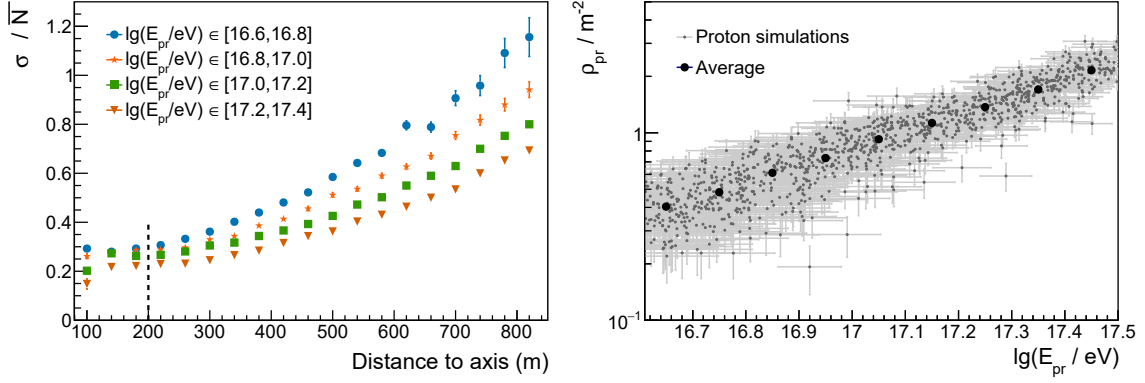 σ / N̅
1.2
1
0.8
0.6
0.4
0.2
0
lg(E_pr/eV) ∈ [16.6,16.8]
lg(E_pr/eV) ∈ [16.8,17.0]
lg(E_pr/eV) ∈ [17.0,17.2]
lg(E_pr/eV) ∈ [17.2,17.4]
100 200 300 400 500 600 700 800
Distance to axis (m)
ρ_pr / m⁻²
1
10⁻¹
Proton simulations
Average
16.7 16.8 16.9 17 17.1 17.2 17.3 17.4 17.5
lg(E_pr / eV)